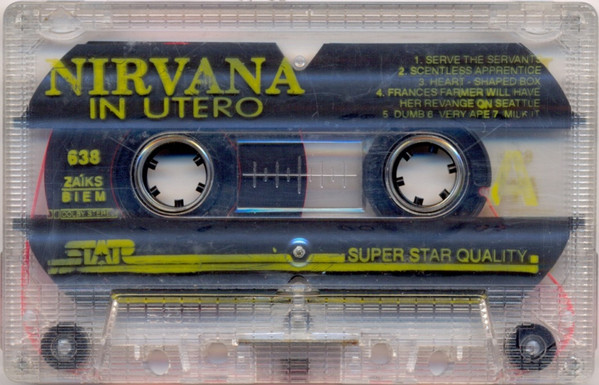 NIRVANA
IN UTERO
1. SERVE THE SERVANTS
2. SCENTLESS APPRENTICE
3. HEART - SHAPED BOX
4. FRANCES FARMER WILL HAVE
HER REVANGE ON SEATTLE
5 DUMB 6. VERY APE 7. MILK IT
638
ZAIKS
BIEM
DOLBY STEREO
A
STAR
SUPER STAR QUALITY